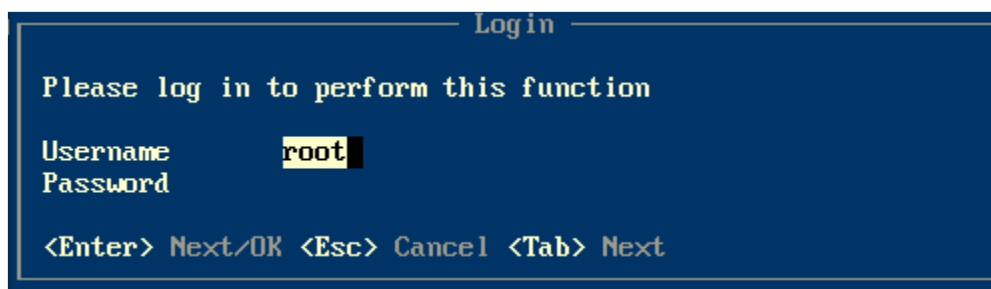 Login
Please log in to perform this function
Username root
Password
<Enter> Next/OK <Esc> Cancel <Tab> Next